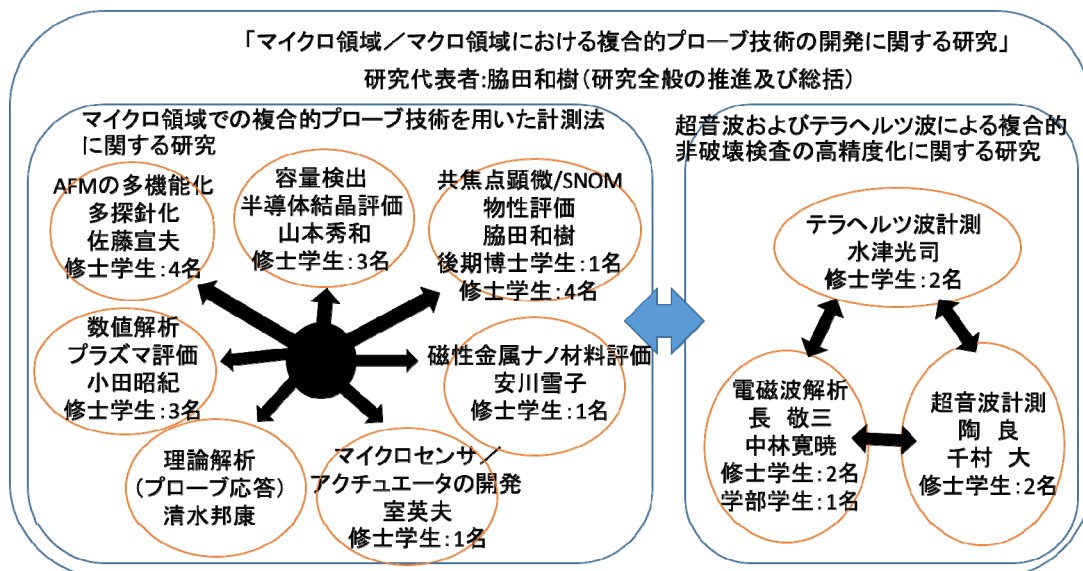 「マイクロ領域／マクロ領域における複合的プローブ技術の開発に関する研究」
研究代表者:脇田和樹（研究全般の推進及び総括）
マイクロ領域での複合的プローブ技術を用いた計測法
に関する研究
AFMの多機能化
多探針化
佐藤宣夫
修士学生:4名
容量検出
半導体結晶評価
山本秀和
修士学生:3名
共焦点顕微/SNOM
物性評価
脇田和樹
後期博士学生:1名
修士学生:4名
数値解析
プラズマ評価
小田昭紀
修士学生:3名
磁性金属ナノ材料評価
安川雪子
修士学生:1名
理論解析
(プローブ応答)
清水邦康
マイクロセンサ／
アクチュエータの開発
室英夫
修士学生:1名
超音波およびテラヘルツ波による複合的
非破壊検査の高精度化に関する研究
テラヘルツ波計測
水津光司
修士学生:2名
電磁波解析
長　敬三
中林寛暁
修士学生:2名
学部学生:1名
超音波計測
陶　良
千村　大
修士学生:2名